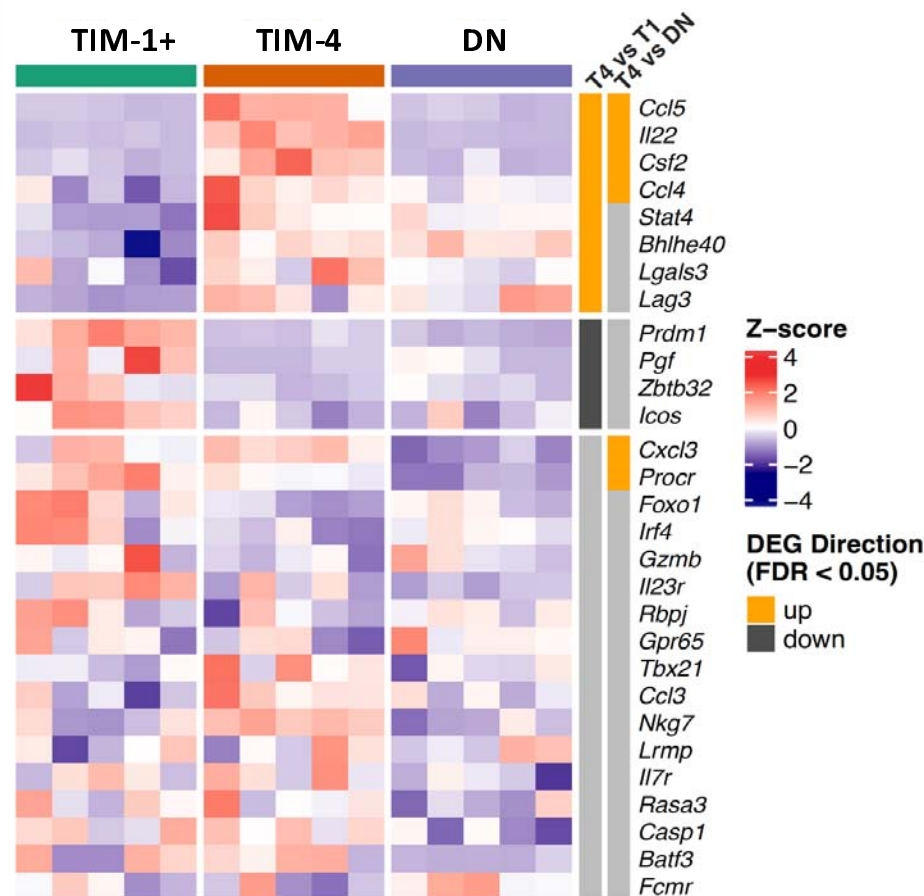 TIM-1+ TIM-4 DN
T4 vs T1
T4 vs DN
Ccl5
Il22
Csf2
Ccl4
Stat4
Bhlhe40
Lgals3
Lag3
Prdm1
Pgf
Zbtb32
Icos
Cxcl3
Procr
Foxo1
Irf4
Gzmb
Il23r
Rbpj
Gpr65
Tbx21
Ccl3
Nkg7
Lrmp
Il7r
Rasa3
Casp1
Batf3
Fcmr
Z-score
4
2
0
−2
−4
DEG Direction
(FDR < 0.05)
up
down